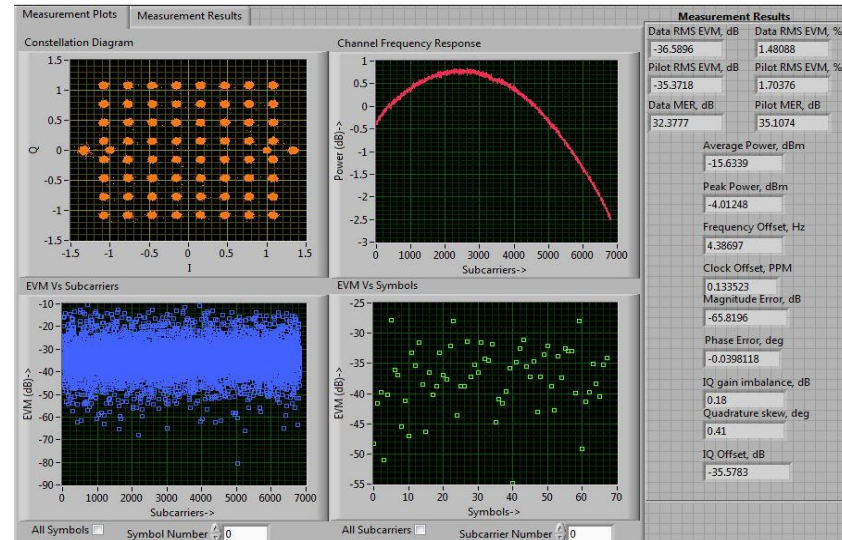 Measurement Plots
Measurement Results
Constellation Diagram
1.5
1
0.5
0
-0.5
-1
-1.5
Q
-1.5 -1 -0.5 0 0.5 1 1.5
I
Channel Frequency Response
1
0.5
0
-0.5
-1
-1.5
-2
-2.5
-3
Power (dB)->
0 1000 2000 3000 4000 5000 6000 7000
Subcarriers->
EVM Vs Subcarriers
-10
-20
-30
-40
-50
-60
-70
-80
-90
EVM (dB)->
0 1000 2000 3000 4000 5000 6000 7000
Subcarriers->
All Symbols
Symbol Number 0
EVM Vs Symbols
-25
-30
-35
-40
-45
-50
-55
EVM (dB)->
0 10 20 30 40 50 60 70
Symbols->
All Subcarriers
Subcarrier Number 0
Measurement Results
Data RMS EVM, dB Data RMS EVM, %
-36.5896 1.48088
Pilot RMS EVM, dB Pilot RMS EVM, %
-35.3718 1.70376
Data MER, dB Pilot MER, dB
32.3777 35.1074
Average Power, dBm
-15.6339
Peak Power, dBm
-4.01248
Frequency Offset, Hz
4.38697
Clock Offset, PPM
0.133523
Magnitude Error, dB
-65.8196
Phase Error, deg
-0.0398118
IQ gain imbalance, dB
0.18
Quadrature skew, deg
0.41
IQ Offset, dB
-35.5783